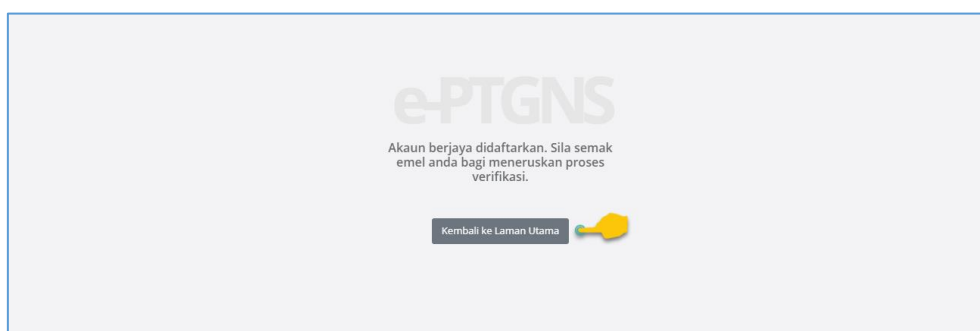 e-PTGNS
Akaun berjaya didaftarkan. Sila semak
emel anda bagi meneruskan proses
verifikasi.
Kembali ke Laman Utama